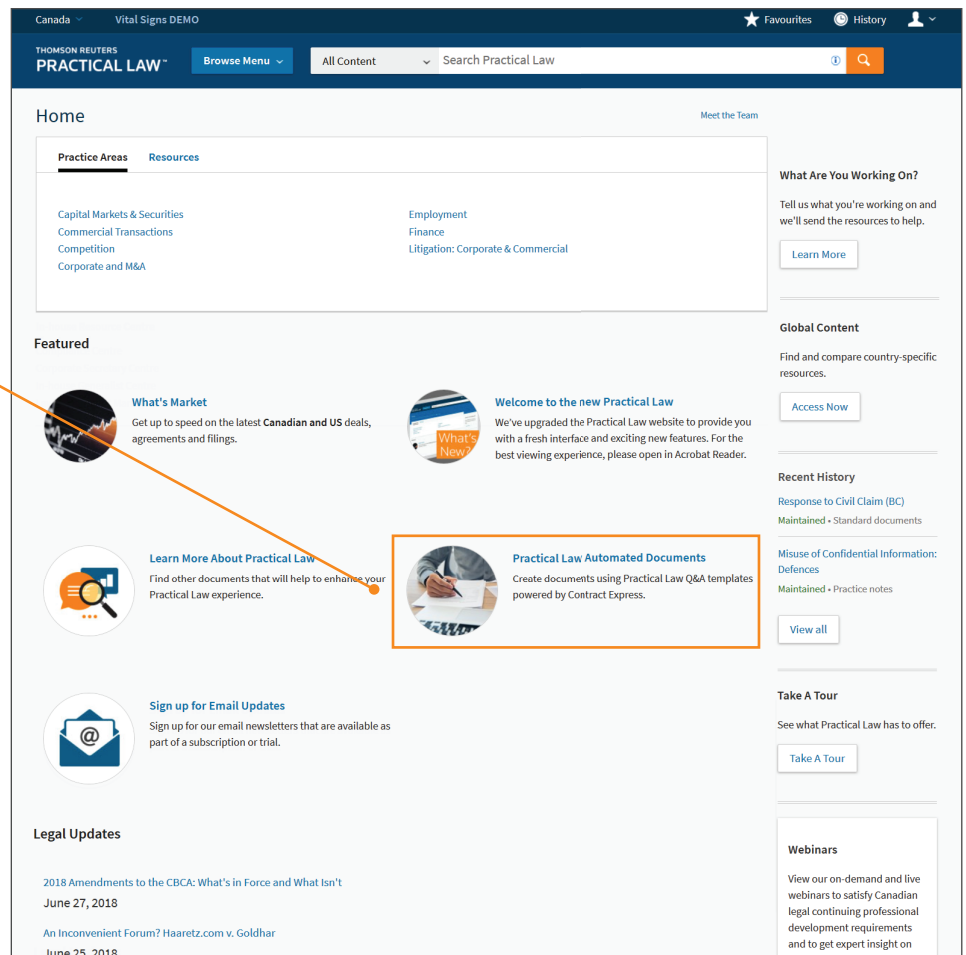 Canada
Vital Signs DEMO
Favourites
History
THOMSON REUTERS
PRACTICAL LAW™
Browse Menu
All Content
Search Practical Law
Home
Meet the Team
Practice Areas
Resources
Capital Markets & Securities
Commercial Transactions
Competition
Corporate and M&A
Employment
Finance
Litigation: Corporate & Commercial
Featured
What's Market
Get up to speed on the latest Canadian and US deals,
agreements and filings.
What's
New?
Welcome to the new Practical Law
We've upgraded the Practical Law website to provide you
with a fresh interface and exciting new features. For the
best viewing experience, please open in Acrobat Reader.
Learn More About Practical Law
Find other documents that will help to enhance your
Practical Law experience.
Practical Law Automated Documents
Create documents using Practical Law Q&A templates
powered by Contract Express.
@
Sign up for Email Updates
Sign up for our email newsletters that are available as
part of a subscription or trial.
Legal Updates
2018 Amendments to the CBCA: What's in Force and What Isn't
June 27, 2018
An Inconvenient Forum? Haaretz.com v. Goldhar
June 25, 2018
What Are You Working On?
Tell us what you're working on and
we'll send the resources to help.
Learn More
Global Content
Find and compare country-specific
resources.
Access Now
Recent History
Response to Civil Claim (BC)
Maintained • Standard documents
Misuse of Confidential Information:
Defences
Maintained • Practice notes
View all
Take A Tour
See what Practical Law has to offer.
Take A Tour
Webinars
View our on-demand and live
webinars to satisfy Canadian
legal continuing professional
development requirements
and to get expert insight on